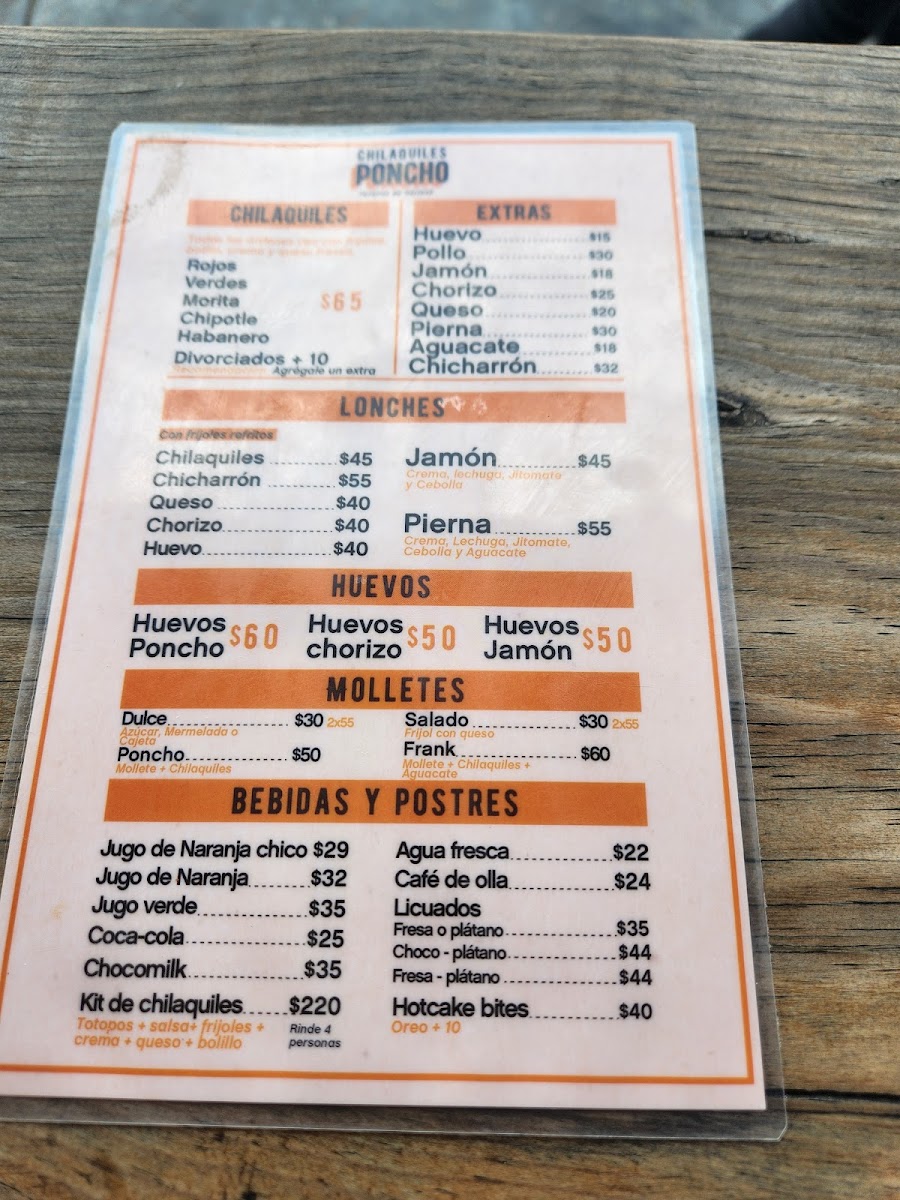 CHILAQUILES
PONCHO
CHILAQUILES
Rojos
Verdes
Morita
Chipotle
Habanero
$65
Divorciados + 10
Recomendación: Agrégale un extra
EXTRAS
Huevo $15
Pollo $30
Jamón $18
Chorizo $25
Queso $20
Pierna $30
Aguacate $18
Chicharrón $32
LONCHES
Con frijoles refritos
Chilaquiles $45
Chicharrón $55
Queso $40
Chorizo $40
Huevo $40
Jamón $45
Crema, lechuga, Jitomate
y Cebolla
Pierna $55
Crema, Lechuga, Jitomate,
Cebolla y Aguacate
HUEVOS
Huevos
Poncho $60
Huevos
chorizo $50
Huevos
Jamón $50
MOLLETES
Dulce $30 2x55
Azúcar, Mermelada o
Cajeta
Poncho $50
Mollete + Chilaquiles
Salado $30 2x55
Frijol con queso
Frank $60
Mollete + Chilaquiles +
Aguacate
BEBIDAS Y POSTRES
Jugo de Naranja chico $29
Jugo de Naranja $32
Jugo verde $35
Coca-cola $25
Chocomilk $35
Kit de chilaquiles $220
Totopos + salsa+ frijoles +
crema + queso + bolillo
Rinde 4
personas
Agua fresca $22
Café de olla $24
Licuados
Fresa o plátano $35
Choco - plátano $44
Fresa - plátano $44
Hotcake bites $40
Oreo + 10